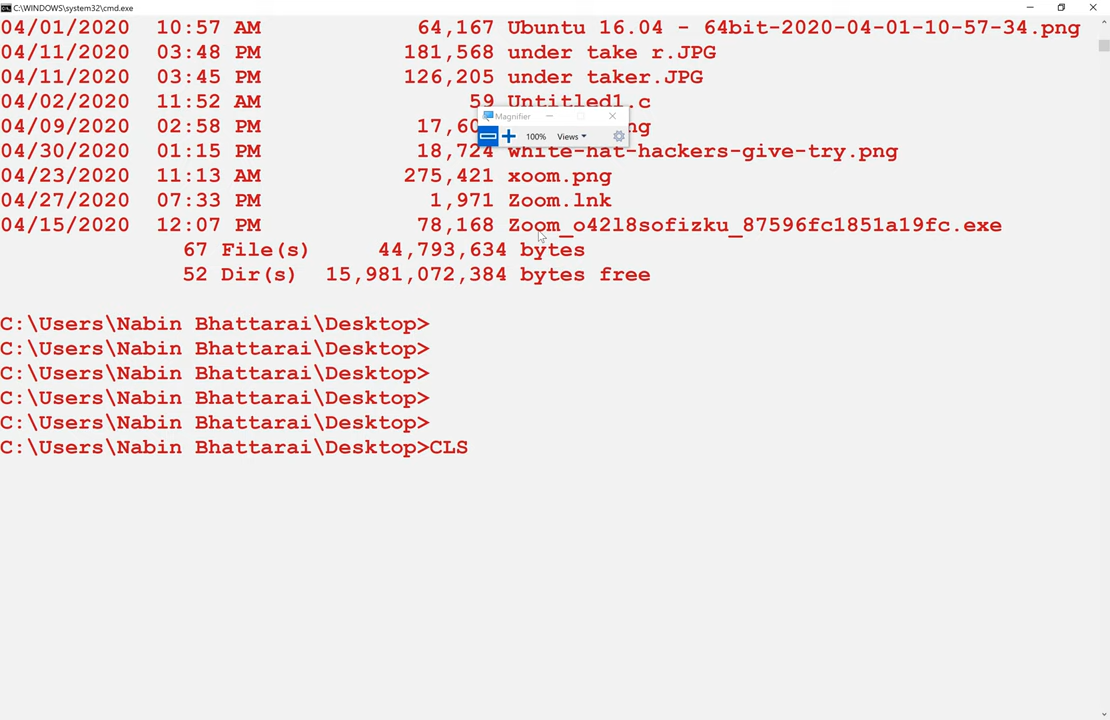 C:\WINDOWS\system32\cmd.exe
04/01/2020 10:57 AM 64,167 Ubuntu 16.04 - 64bit-2020-04-01-10-57-34.png
04/11/2020 03:48 PM 181,568 under take r.JPG
04/11/2020 03:45 PM 126,205 under taker.JPG
04/02/2020 11:52 AM 59 Untitled1.c
Magnifier
04/09/2020 02:58 PM
100% Views
04/30/2020 01:15 PM 18,724 white-hat-hackers-give-try.png
04/23/2020 11:13 AM 275,421 xoom.png
04/27/2020 07:33 PM 1,971 Zoom.lnk
04/15/2020 12:07 PM 78,168 Zoom_o42l8sofizku_87596fc1851a19fc.exe
67 File(s) 44,793,634 bytes
52 Dir(s) 15,981,072,384 bytes free
C:\Users\Nabin Bhattarai\Desktop>
C:\Users\Nabin Bhattarai\Desktop>
C:\Users\Nabin Bhattarai\Desktop>
C:\Users\Nabin Bhattarai\Desktop>
C:\Users\Nabin Bhattarai\Desktop>
C:\Users\Nabin Bhattarai\Desktop>CLS